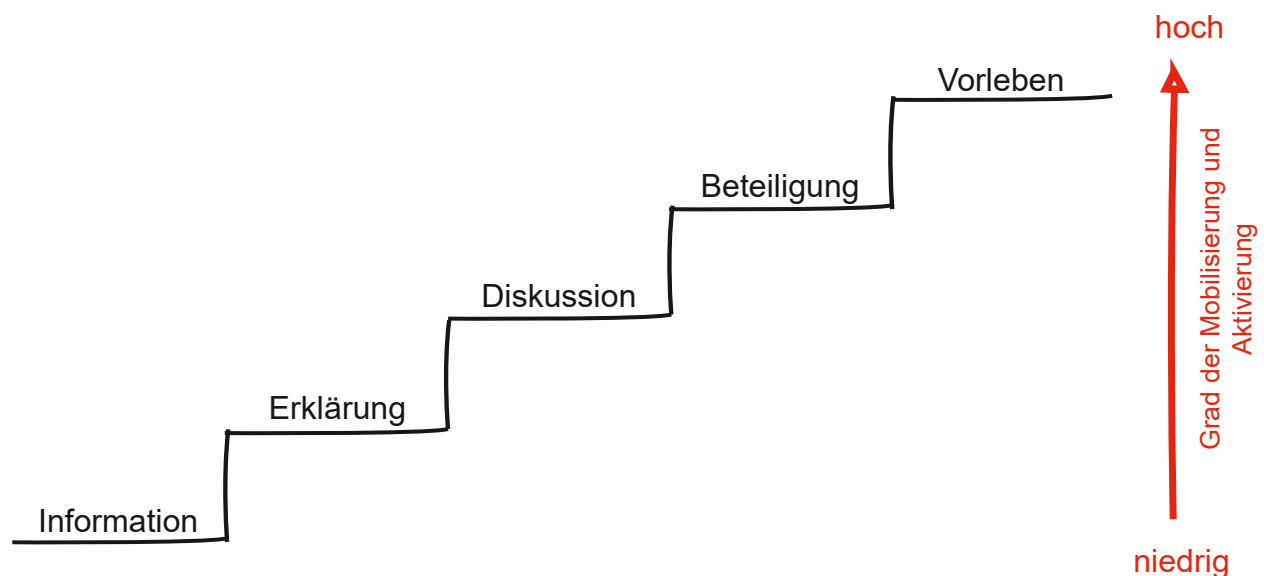 hoch
Vorleben
Beteiligung
Diskussion
Erklärung
Information
Grad der Mobilisierung und
Aktivierung
niedrig